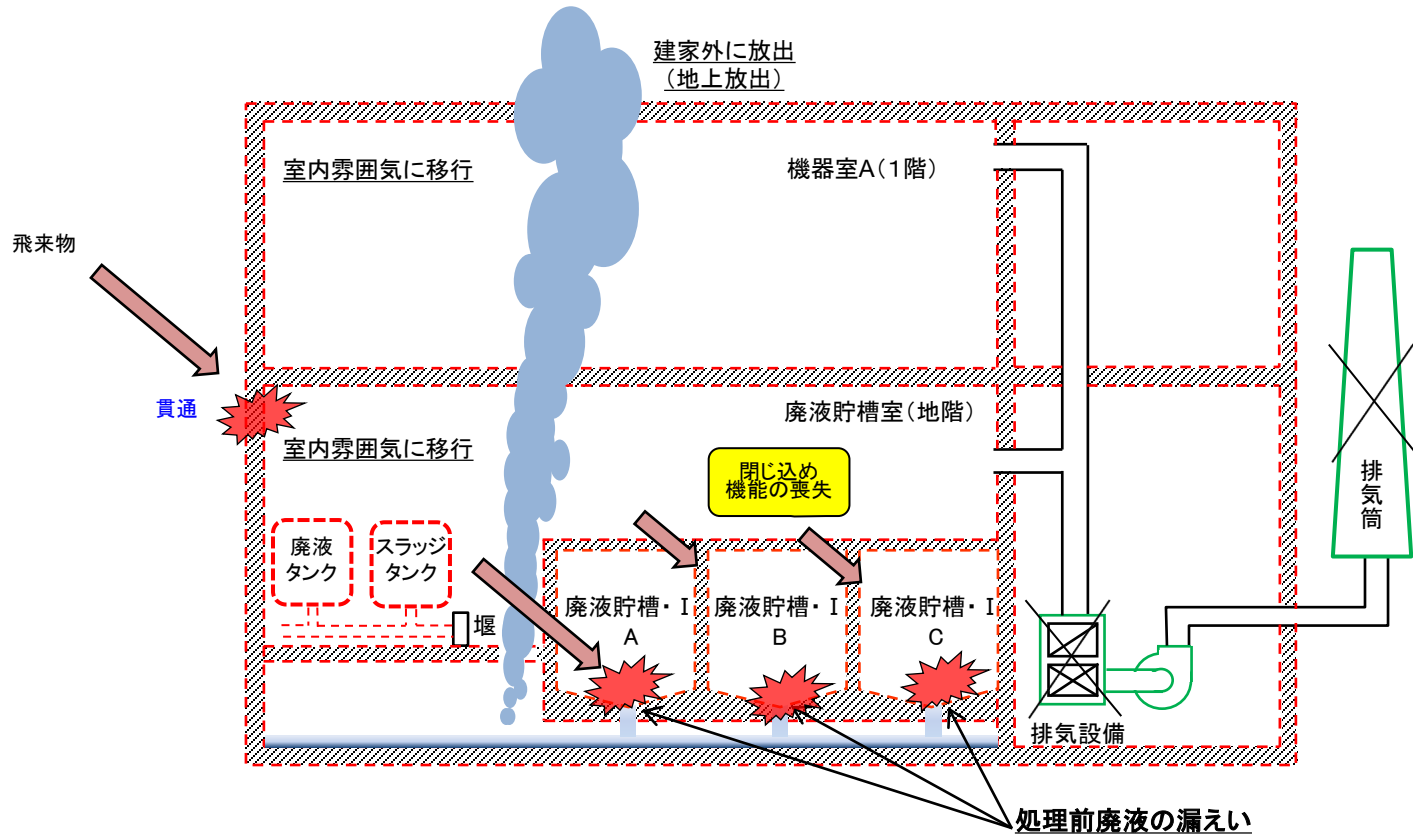 建家外に放出
(地上放出)
室内雰囲気に移行
機器室A(1階)
飛来物
貫通
廃液貯槽室(地階)
室内雰囲気に移行
閉じ込め
機能の喪失
排気筒
廃液
タンク
スラッジ
タンク
堰
廃液貯槽・I
A
廃液貯槽・I
B
廃液貯槽・I
C
排気設備
処理前廃液の漏えい